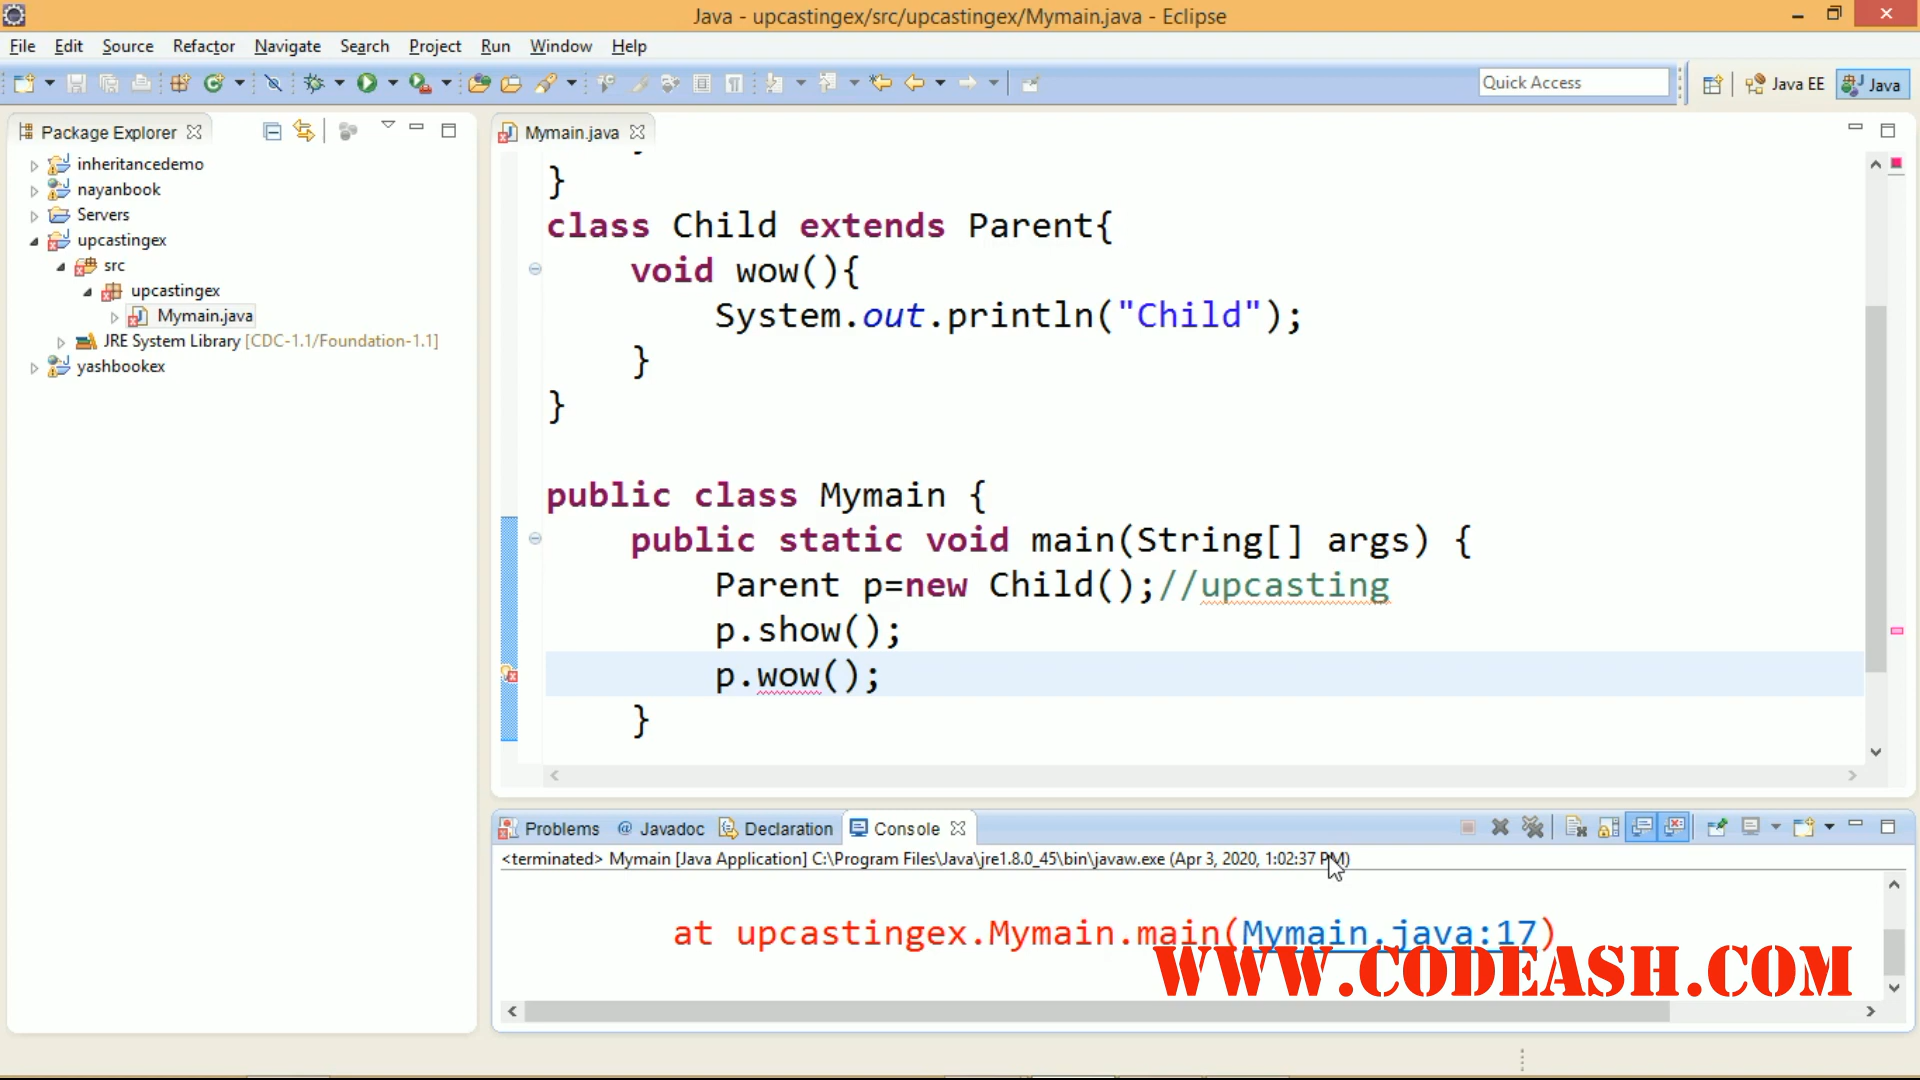 Java - upcastingex/src/upcastingex/Mymain.java - Eclipse
File Edit Source Refactor Navigate Search Project Run Window Help
Quick Access
Java EE
Java
Package Explorer
inheritancedemo
nayanbook
Servers
upcastingex
src
upcastingex
Mymain.java
JRE System Library [CDC-1.1/Foundation-1.1]
yashbookex
Mymain.java
}
class Child extends Parent{
void wow(){
System.out.println("Child");
}
}
public class Mymain {
public static void main(String[] args) {
Parent p=new Child();//upcasting
p.show();
p.wow();
}
Problems @ Javadoc Declaration Console
<terminated> Mymain [Java Application] C:\Program Files\Java\jre1.8.0_45\bin\javaw.exe (Apr 3, 2020, 1:02:37 PM)
at upcastingex.Mymain.main(Mymain.java:17)
WWW.CODEASH.COM